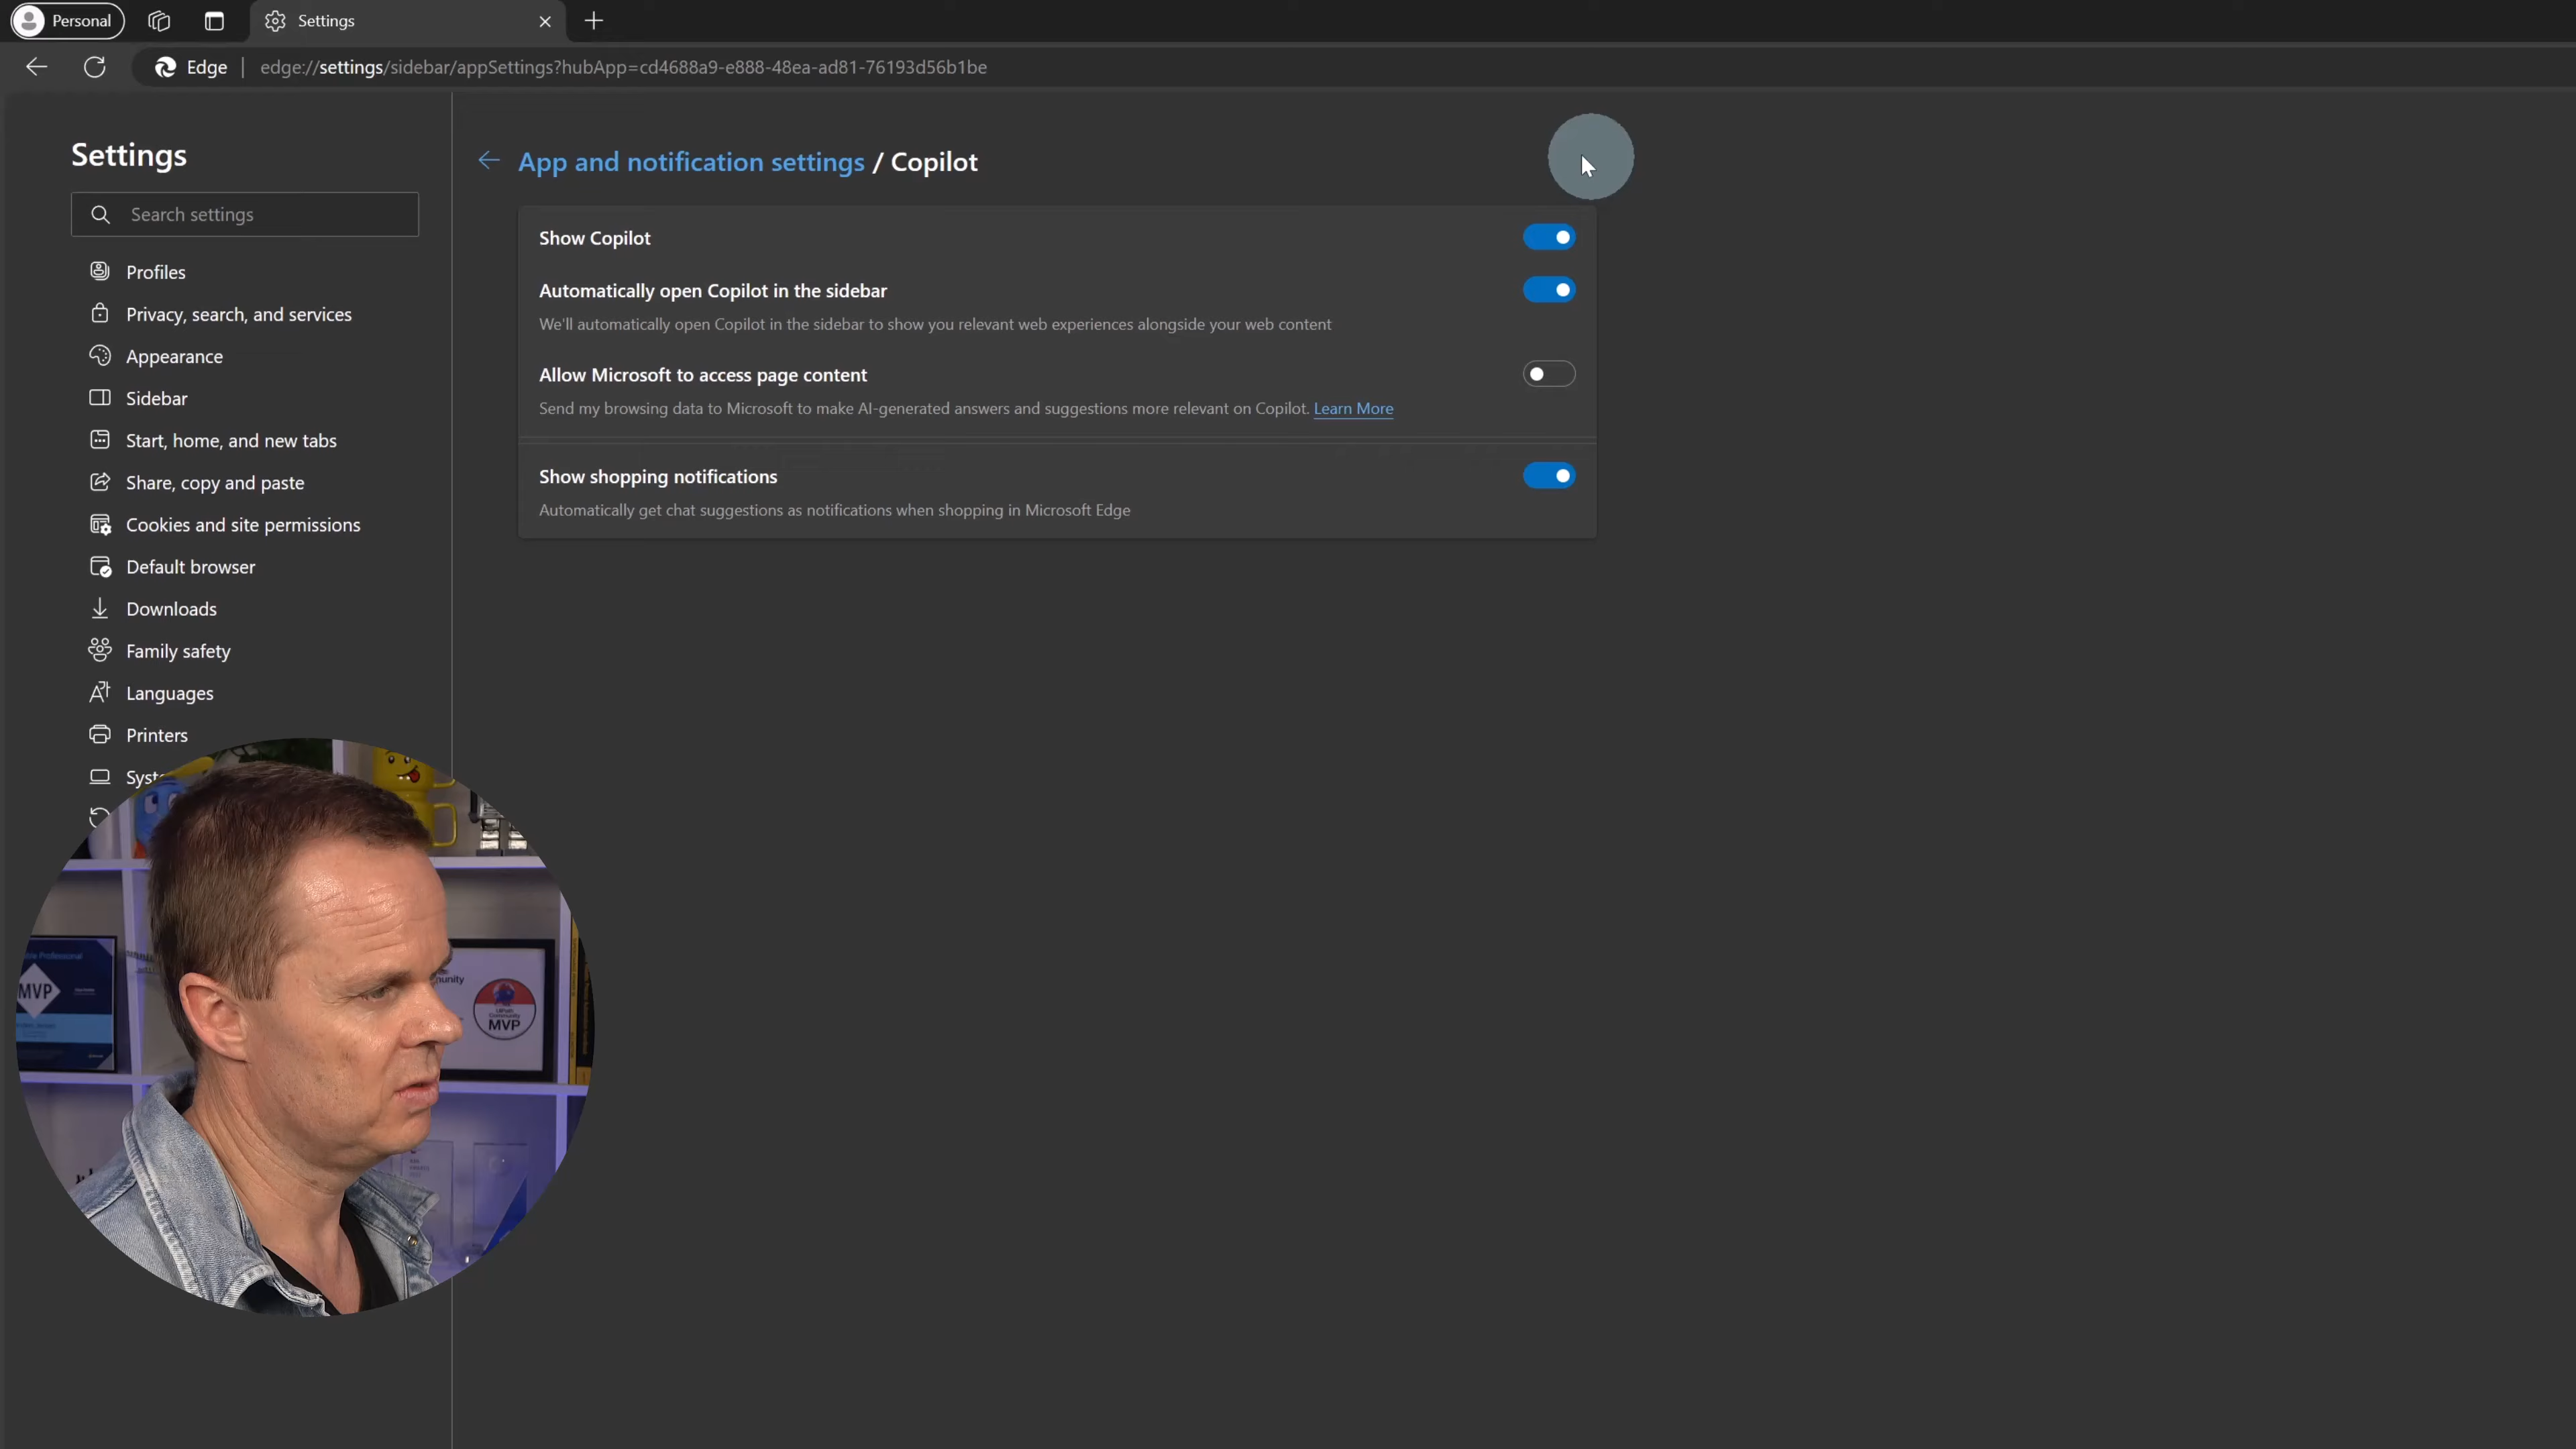 Personal
Settings
Edge
edge://settings/sidebar/appSettings?hubApp=cd4688a9-e888-48ea-ad81-76193d56b1be
Settings
Search settings
Profiles
Privacy, search, and services
Appearance
Sidebar
Start, home, and new tabs
Share, copy and paste
Cookies and site permissions
Default browser
Downloads
Family safety
Languages
Printers
Syste
App and notification settings / Copilot
Show Copilot
Automatically open Copilot in the sidebar
We'll automatically open Copilot in the sidebar to show you relevant web experiences alongside your web content
Allow Microsoft to access page content
Send my browsing data to Microsoft to make AI-generated answers and suggestions more relevant on Copilot. Learn More
Show shopping notifications
Automatically get chat suggestions as notifications when shopping in Microsoft Edge
Professional
MVP
UiPath
Community
MVP